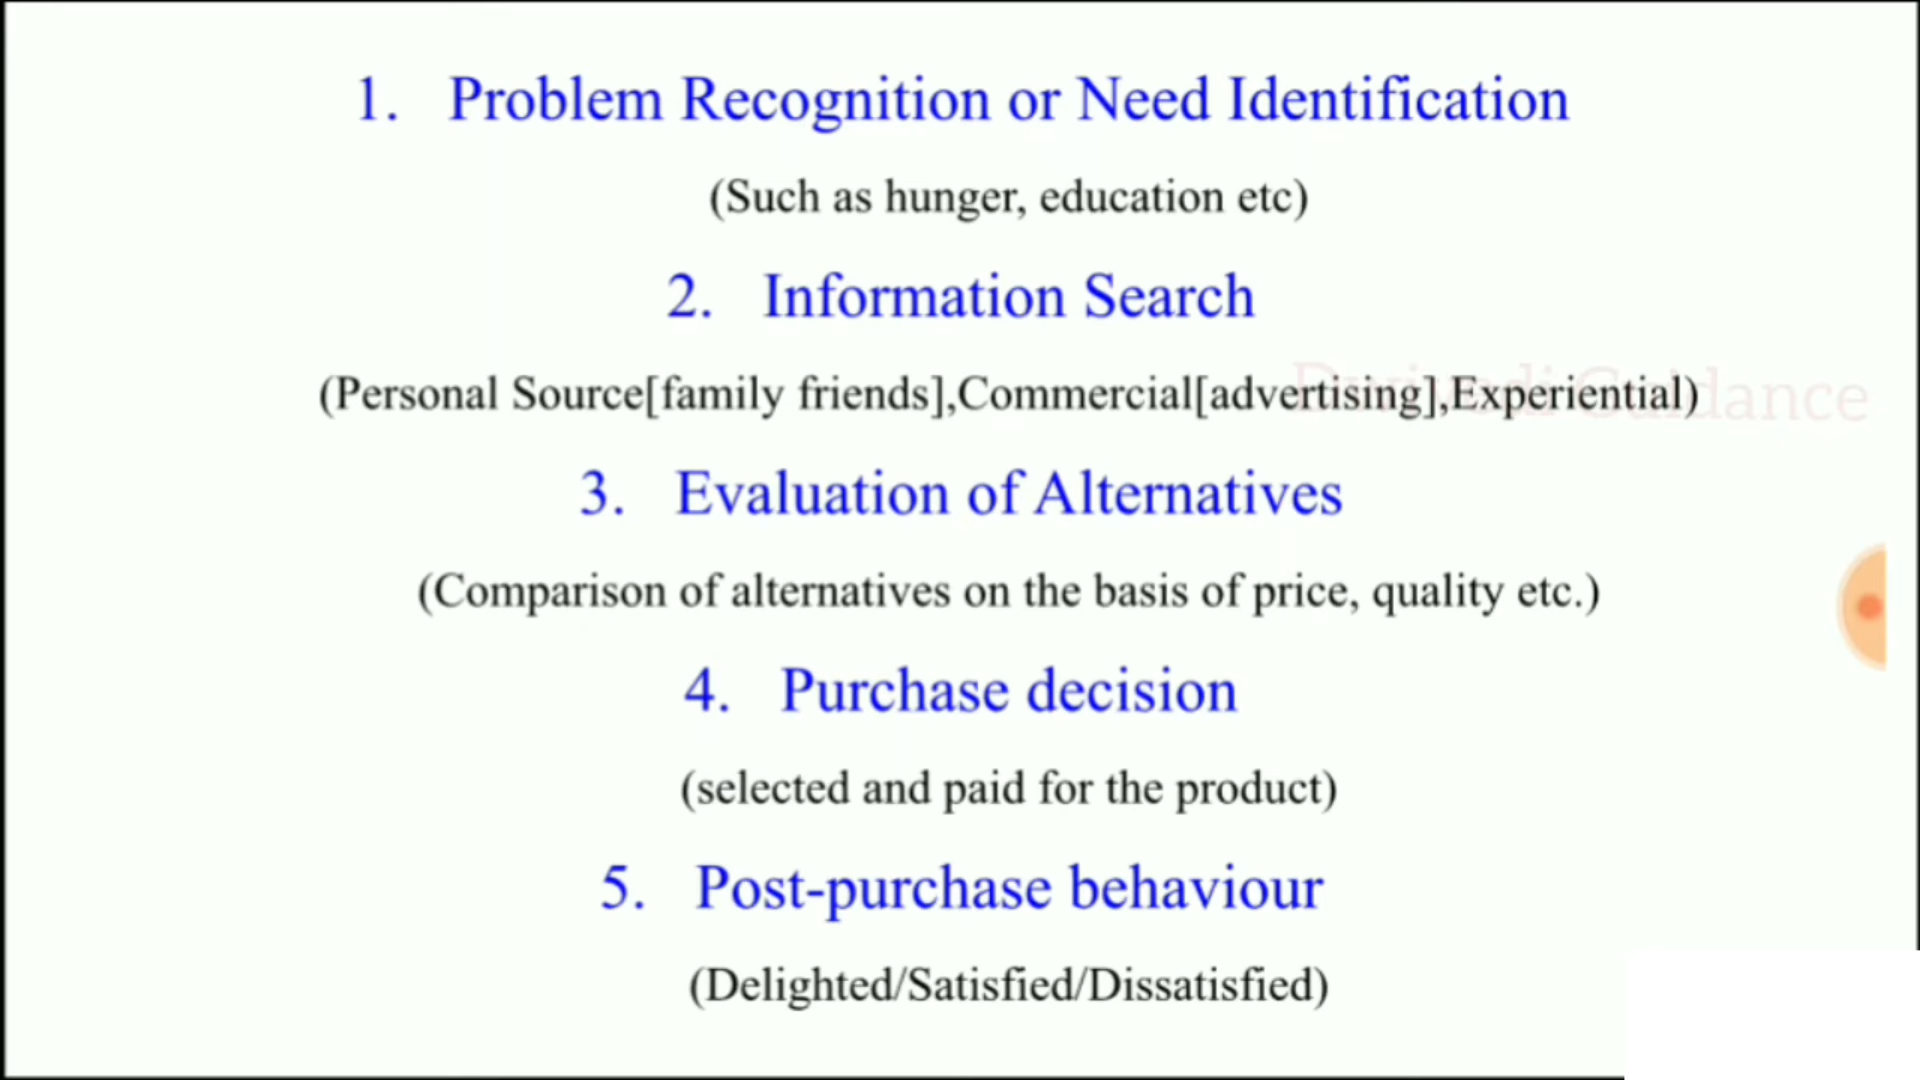 1. Problem Recognition or Need Identification
(Such as hunger, education etc)
2. Information Search
(Personal Source[family friends],Commercial[advertising],Experiential)
Dwivedi Guidance
3. Evaluation of Alternatives
(Comparison of alternatives on the basis of price, quality etc.)
4. Purchase decision
(selected and paid for the product)
5. Post-purchase behaviour
(Delighted/Satisfied/Dissatisfied)